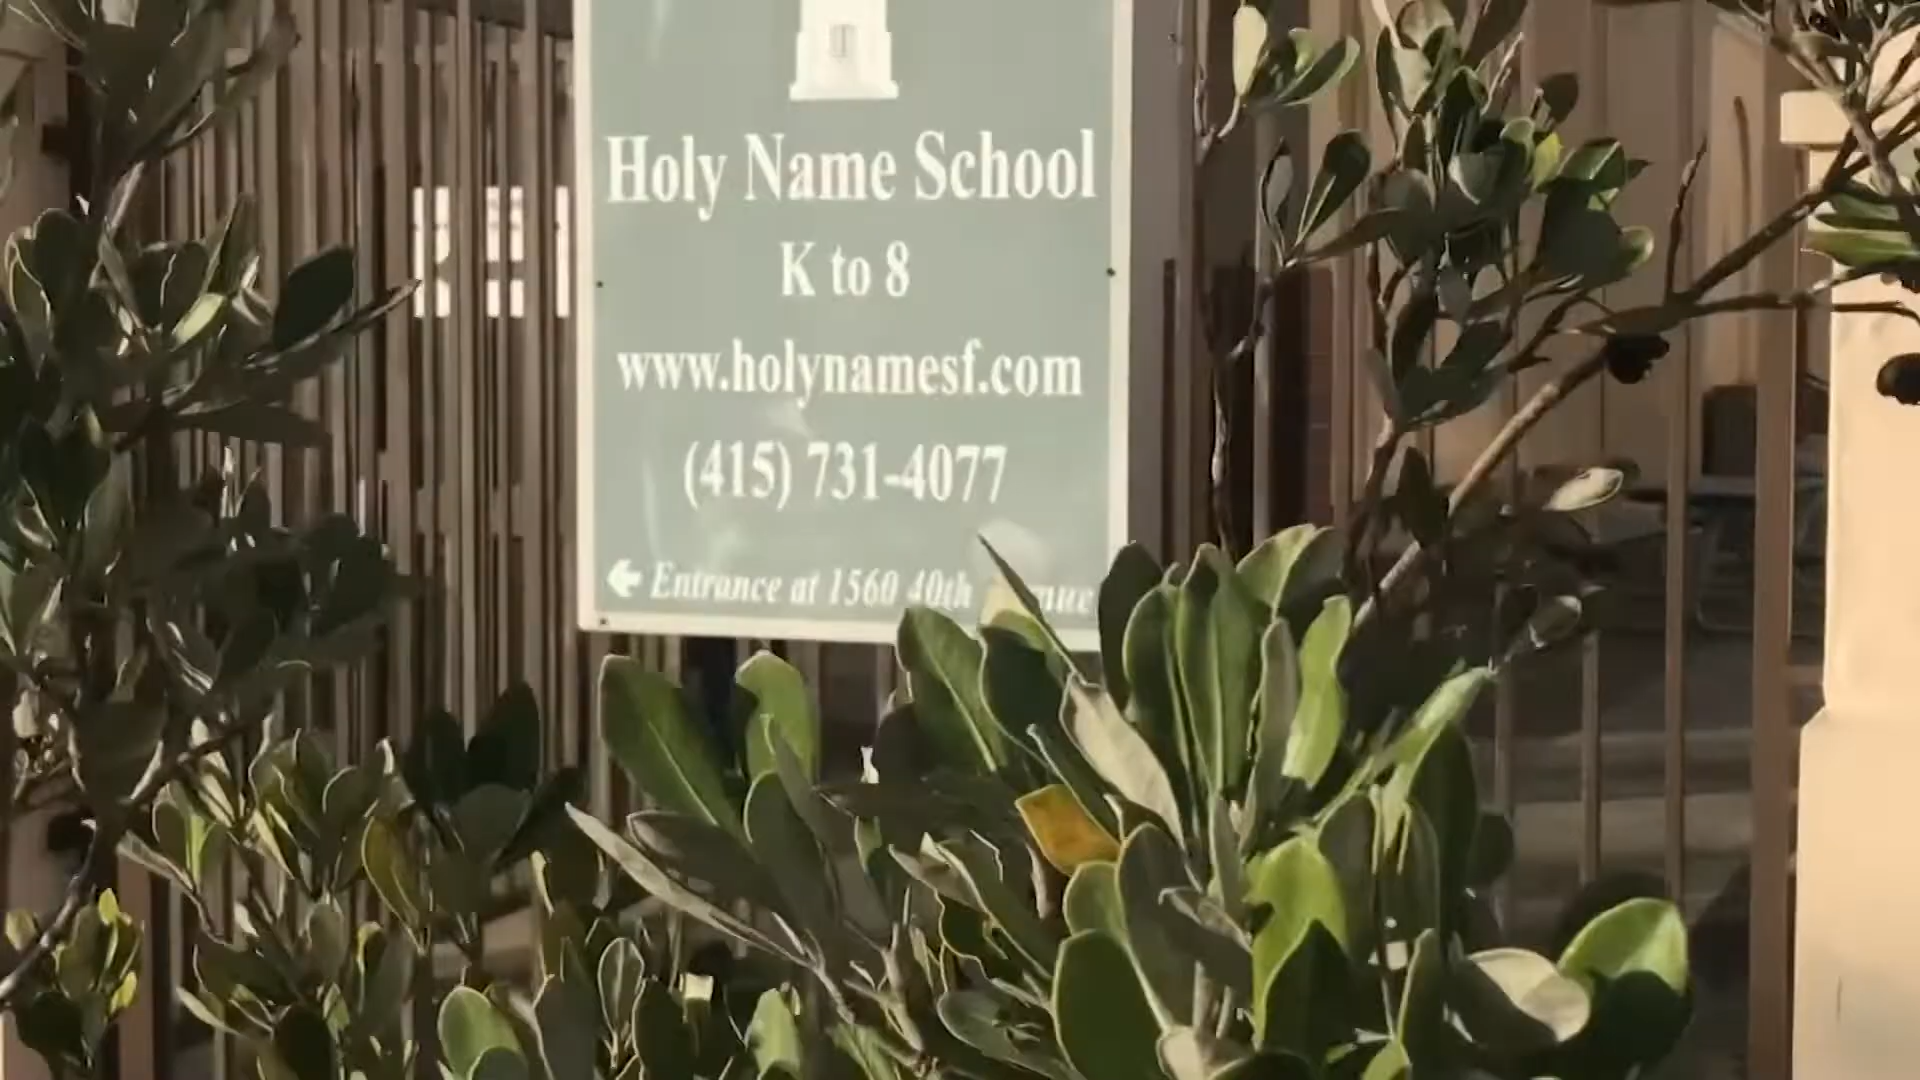 Holy Name School
K to 8
www.holynamesf.com
(415) 731-4077
← Entrance at 1560 40th